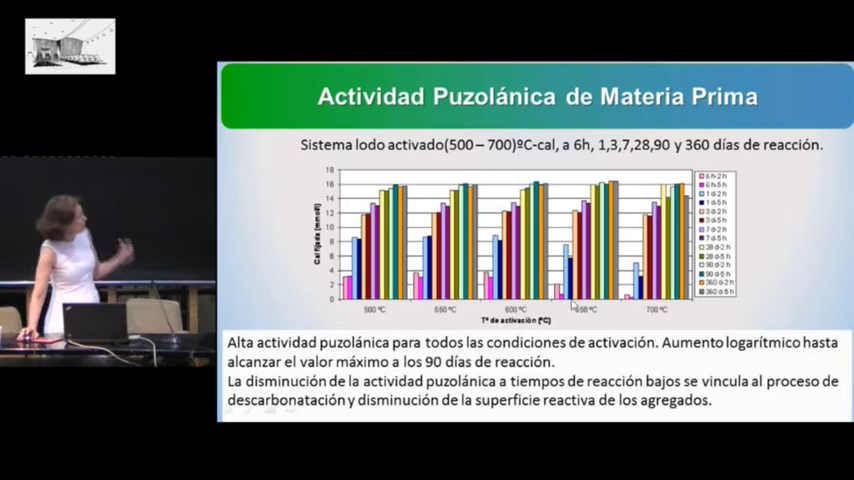 Actividad Puzolánica de Materia Prima
Sistema lodo activado(500 – 700)ºC-cal, a 6h, 1,3,7,28,90 y 360 días de reacción.
Cal fijada (mmol/l)
18
16
14
12
10
8
6
4
2
0
500 ºC
550 ºC
600 ºC
650 ºC
700 ºC
Tª de activación (ºC)
6 h-2 h
6 h-5 h
1 d-2 h
1 d-5 h
3 d-2 h
3 d-5 h
7 d-2 h
7 d-5 h
28 d-2 h
28 d-5 h
90 d-2 h
90 d-5 h
360 d-2 h
360 d-5 h
Alta actividad puzolánica para todos las condiciones de activación. Aumento logarítmico hasta
alcanzar el valor máximo a los 90 días de reacción.
La disminución de la actividad puzolánica a tiempos de reacción bajos se vincula al proceso de
descarbonatación y disminución de la superficie reactiva de los agregados.